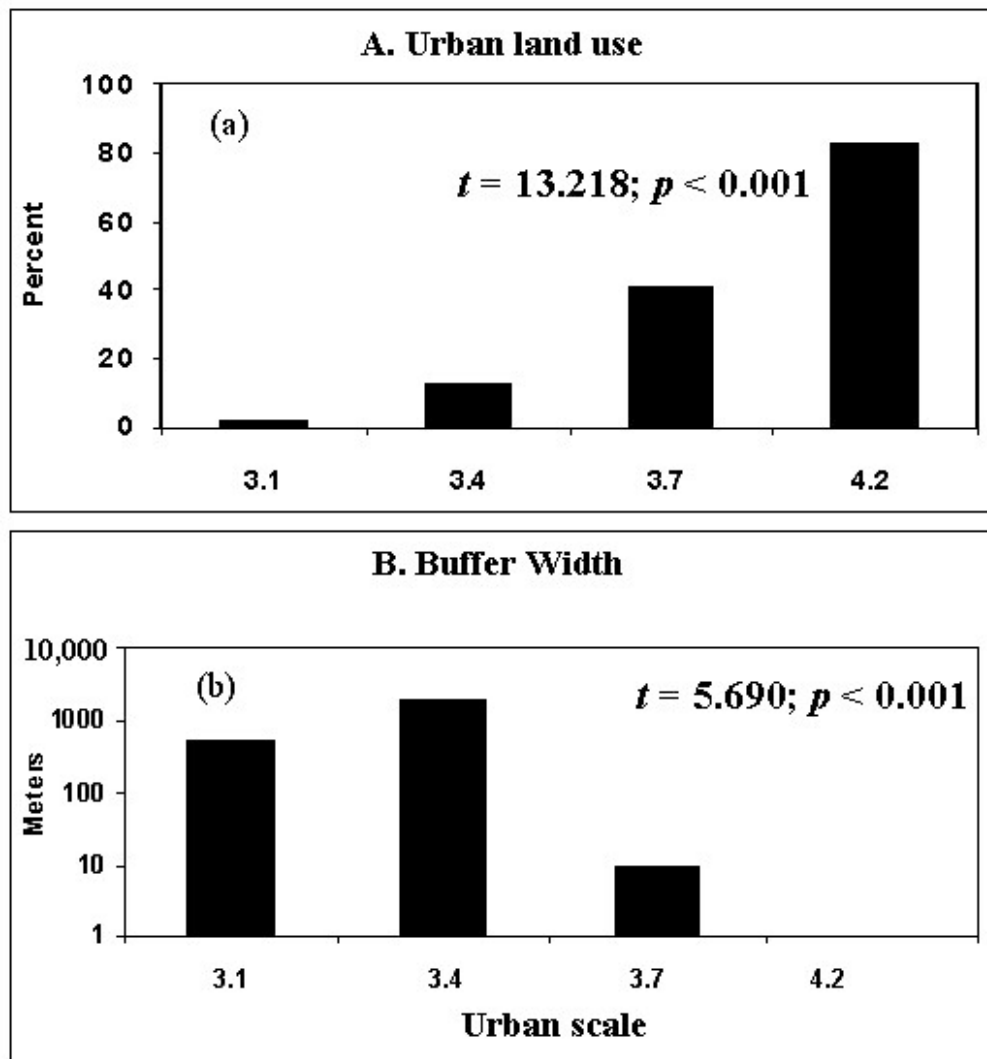 A. Urban land use
(a)
t = 13.218; p < 0.001
Percent
100
80
60
40
20
0
3.1 3.4 3.7 4.2
B. Buffer Width
(b)
t = 5.690; p < 0.001
Meters
10,000
1000
100
10
1
3.1 3.4 3.7 4.2
Urban scale